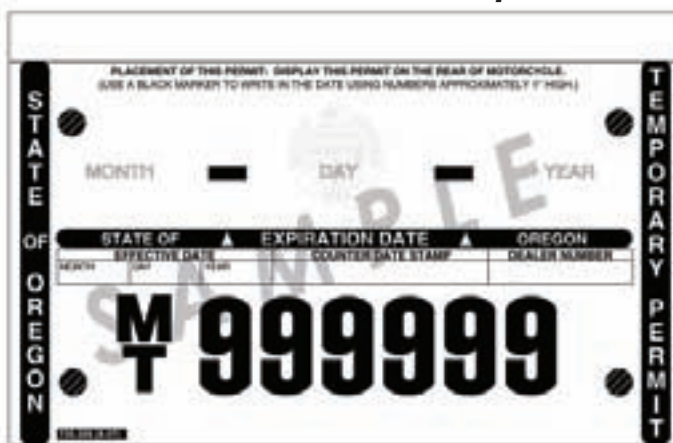 PLACEMENT OF THIS PERMIT: DISPLAY THIS PERMIT ON THE REAR OF MOTORCYCLE.
(USE A BLACK MARKER TO WRITE IN THE DATE USING NUMBERS APPROXIMATELY 1" HIGH.)
STATE OF OREGON
TEMPORARY PERMIT
MONTH – DAY – YEAR
SAMPLE
STATE OF ▲ EXPIRATION DATE ▲ OREGON
EFFECTIVE DATE COUNTER DATE STAMP DEALER NUMBER
MONTH DAY YEAR
MT 999999